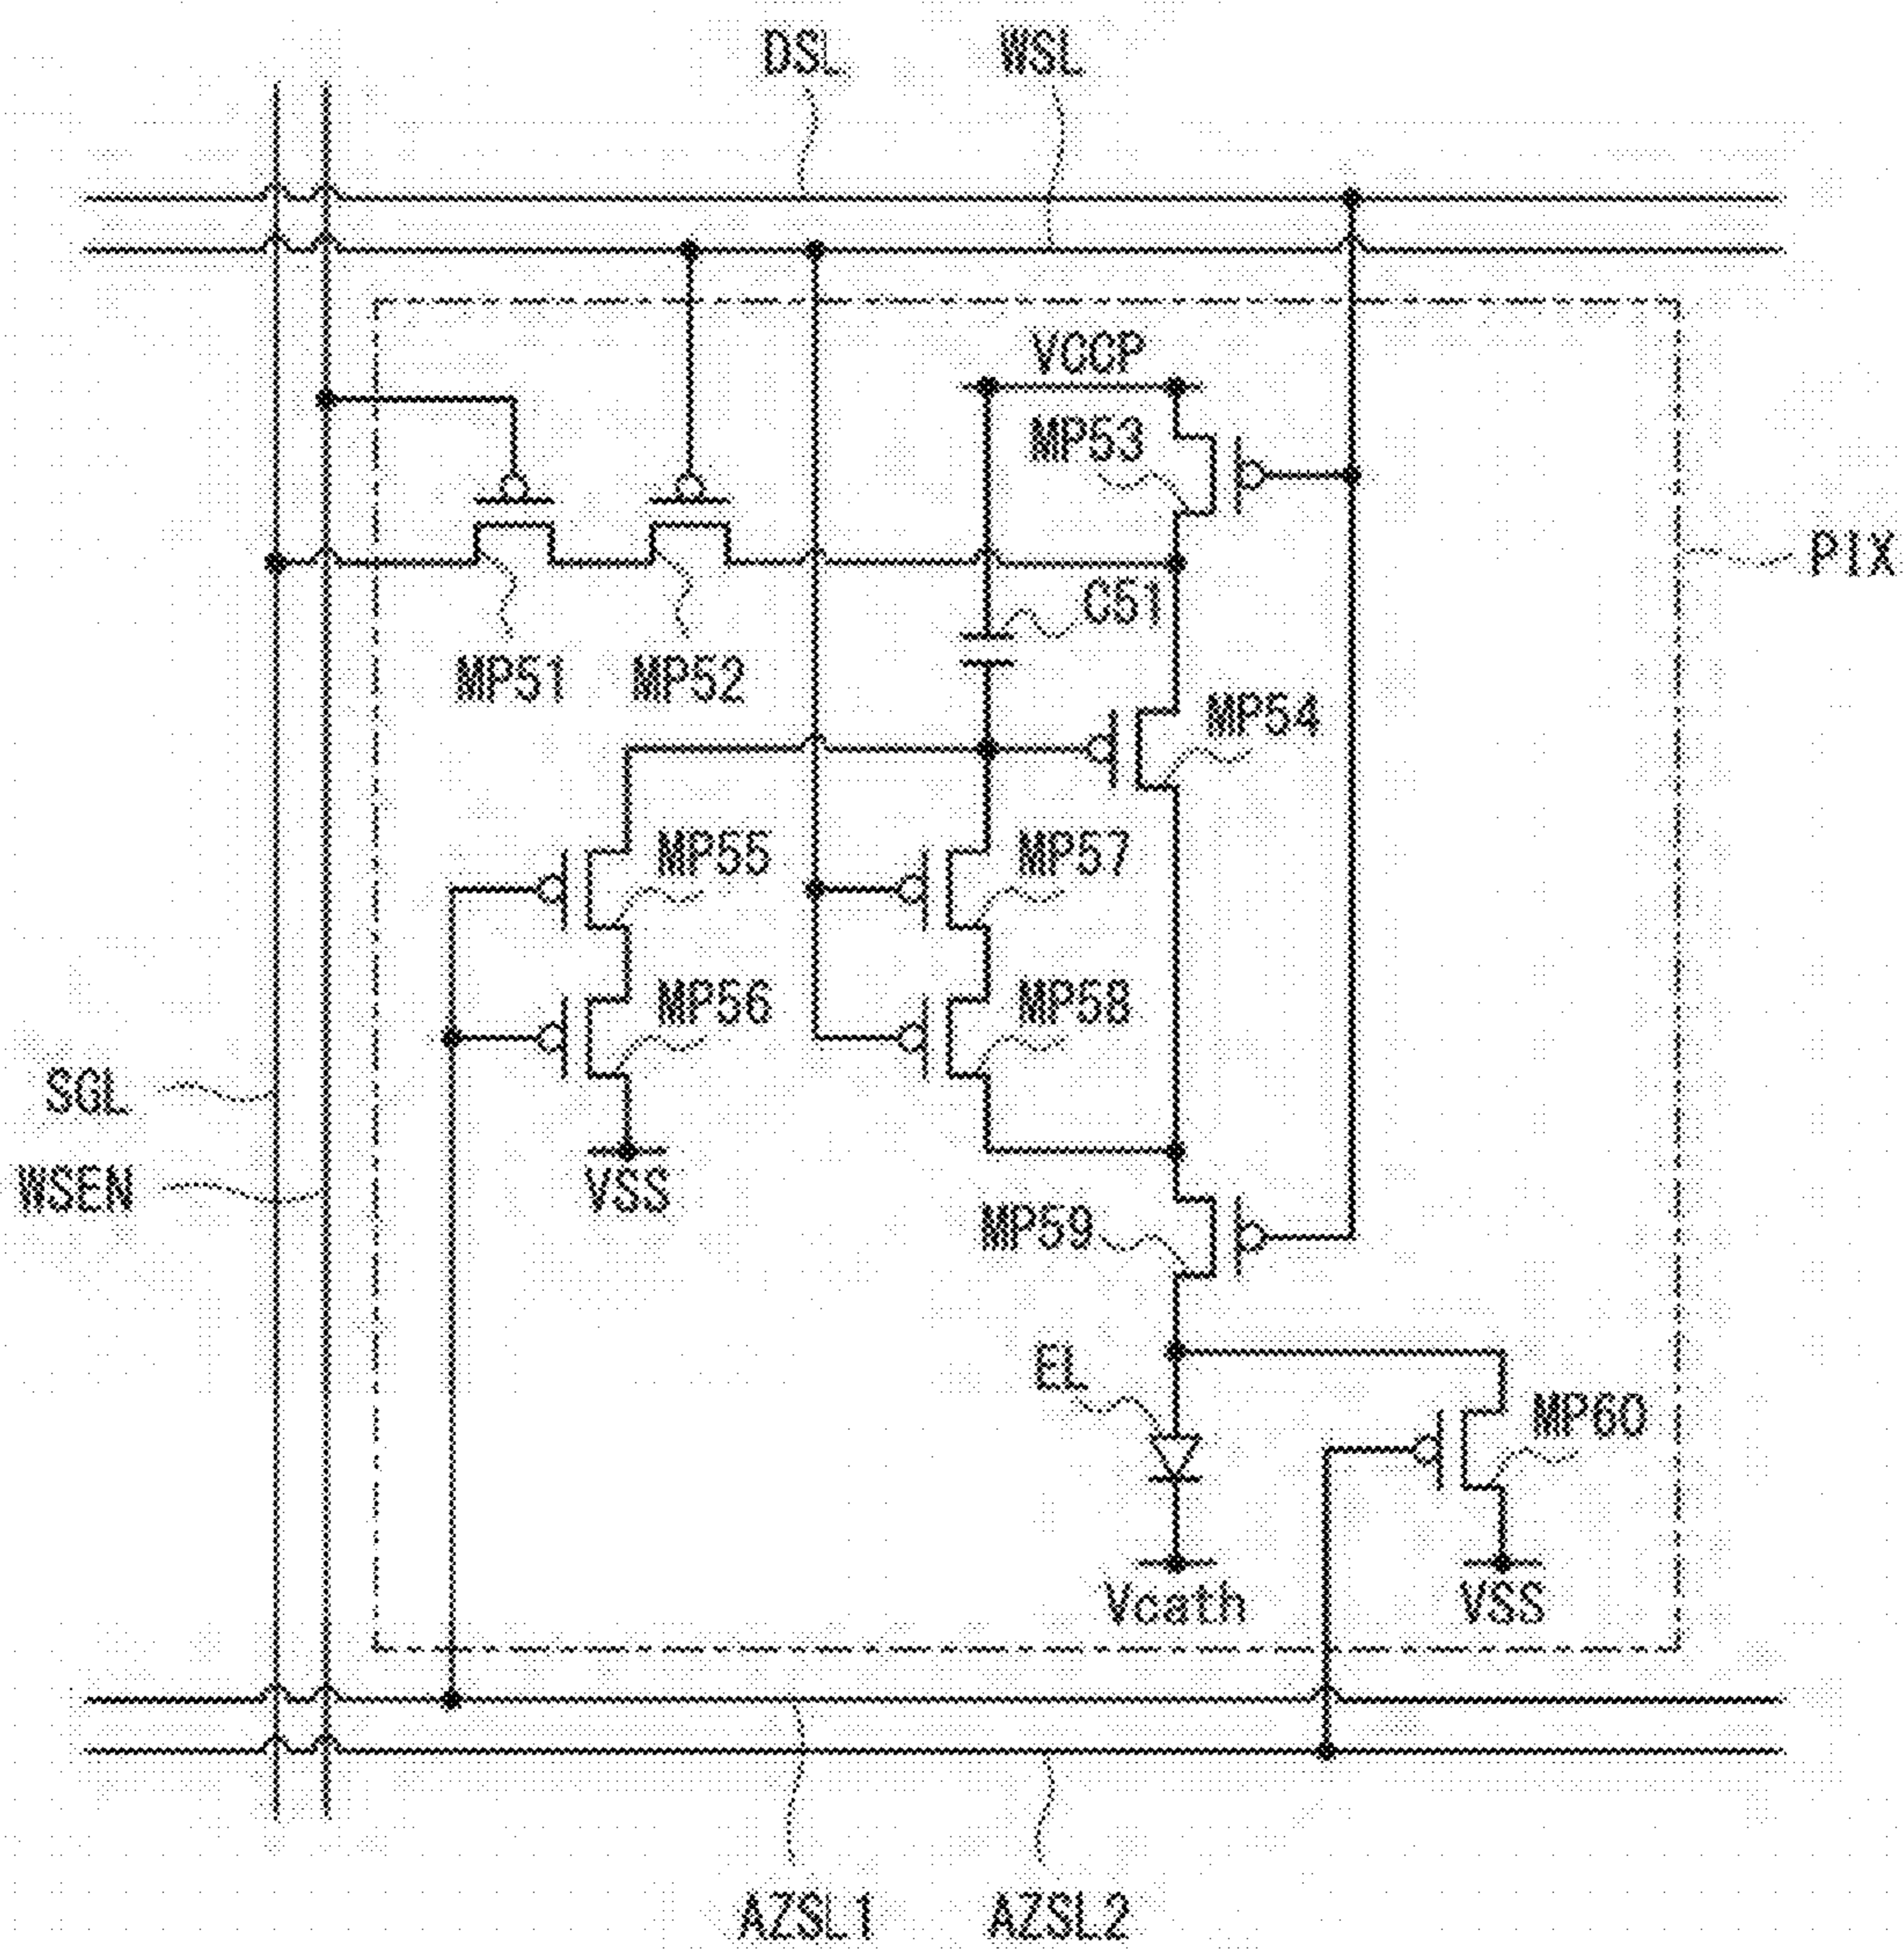 DSL
WSL
VCCP
MP53
PIX
C51
MP51
MP52
MP54
MP55
MP57
MP56
MP58
SGL
WSEN
VSS
MP59
EL
MP60
Vcath
VSS
AZSL1
AZSL2